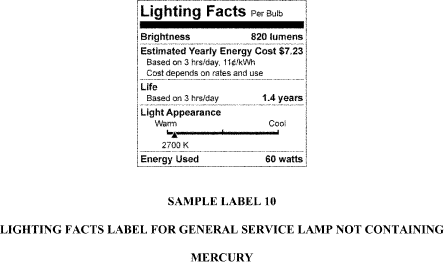 Lighting Facts Per Bulb
Brightness 820 lumens
Estimated Yearly Energy Cost $7.23
Based on 3 hrs/day, 11¢/kWh
Cost depends on rates and use
Life
Based on 3 hrs/day 1.4 years
Light Appearance
Warm Cool
2700 K
Energy Used 60 watts
SAMPLE LABEL 10
LIGHTING FACTS LABEL FOR GENERAL SERVICE LAMP NOT CONTAINING
MERCURY